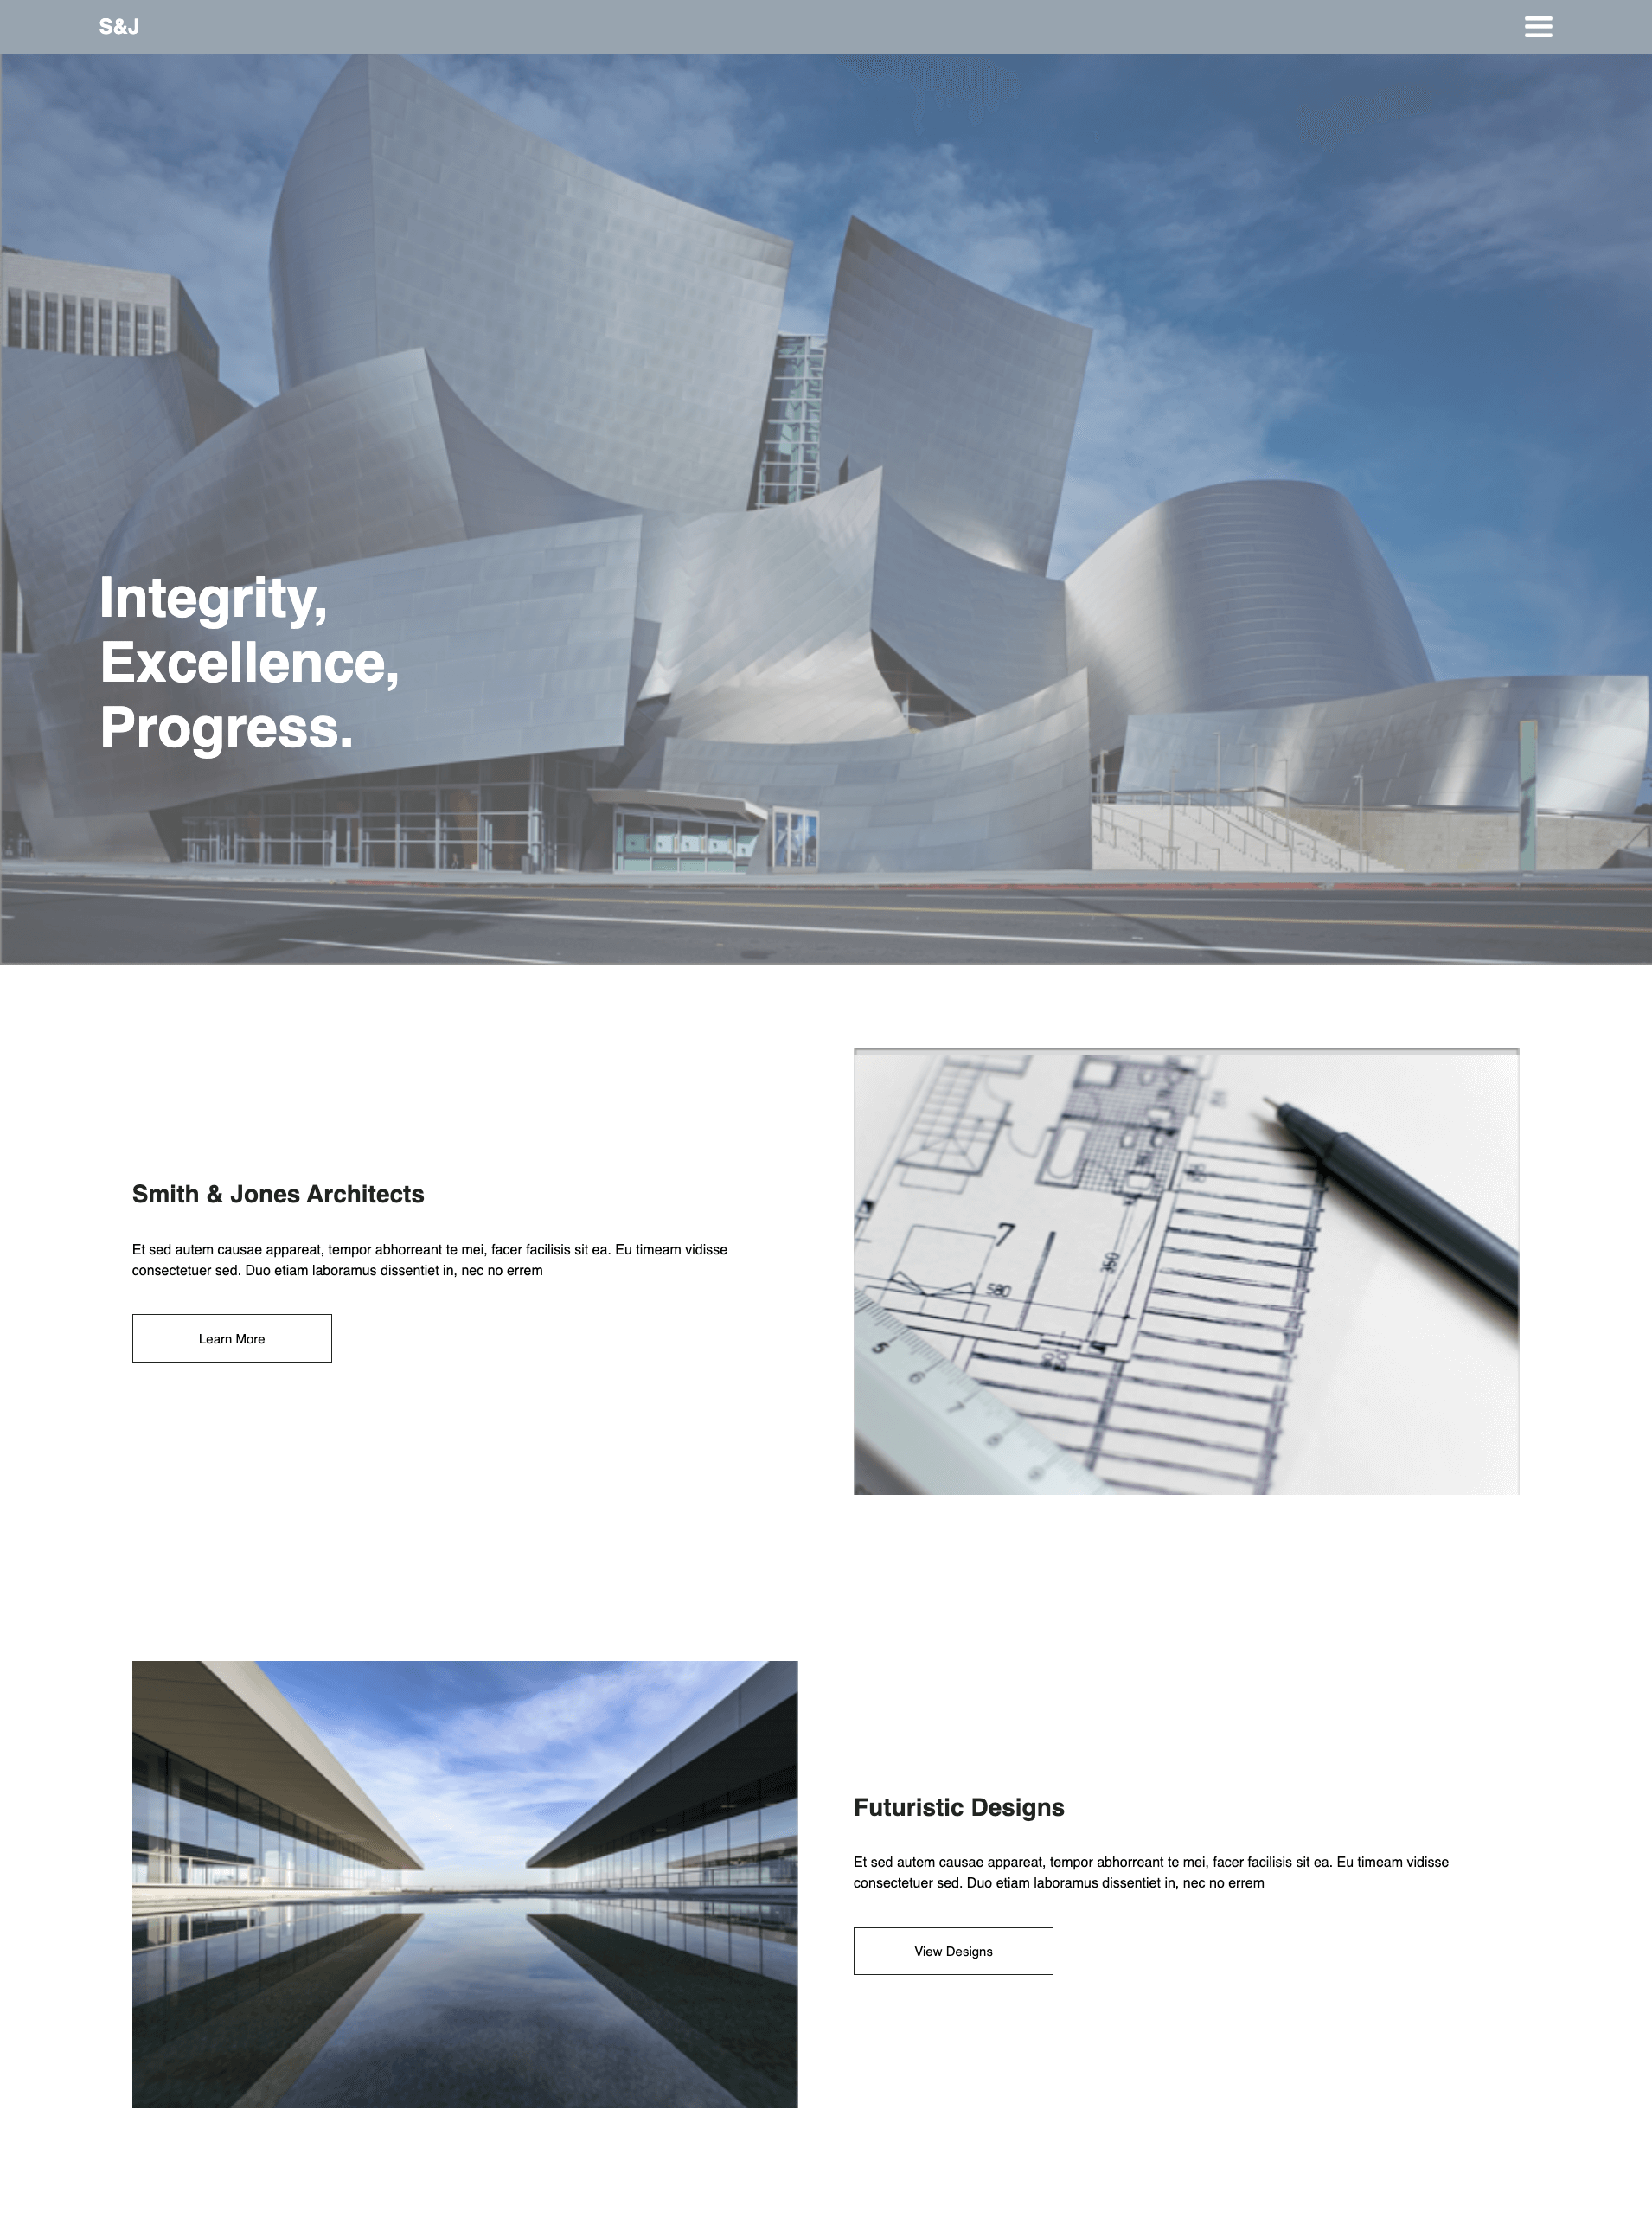 S&J
Integrity,
Excellence,
Progress.
Smith & Jones Architects
Et sed autem causae appareat, tempor abhorreant te mei, facer facilisis sit ea. Eu timeam vidisse
consectetuer sed. Duo etiam laboramus dissentiet in, nec no errem
Learn More
7
350
580
5
6
7
8
9
Futuristic Designs
Et sed autem causae appareat, tempor abhorreant te mei, facer facilisis sit ea. Eu timeam vidisse
consectetuer sed. Duo etiam laboramus dissentiet in, nec no errem
View Designs